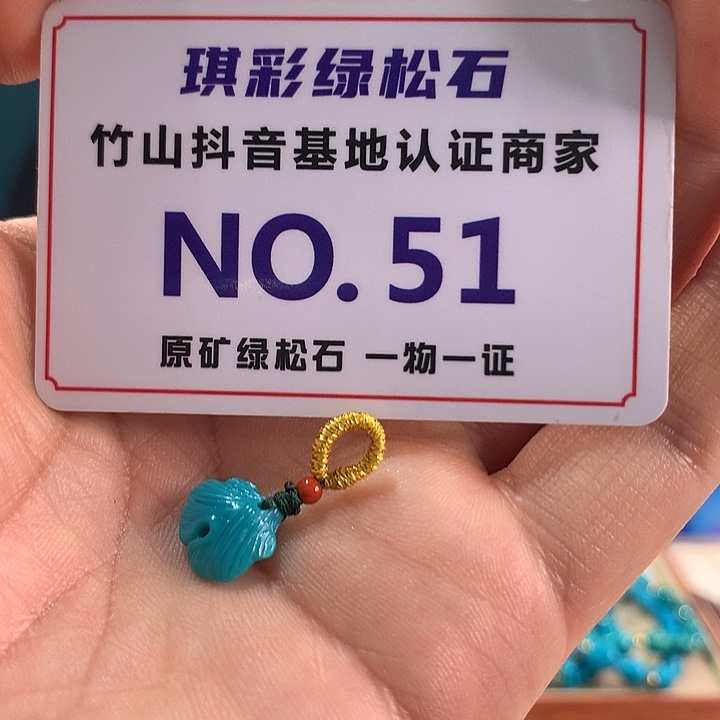 琪彩绿松石
竹山抖音基地认证商家
NO.51
原矿绿松石 一物一证